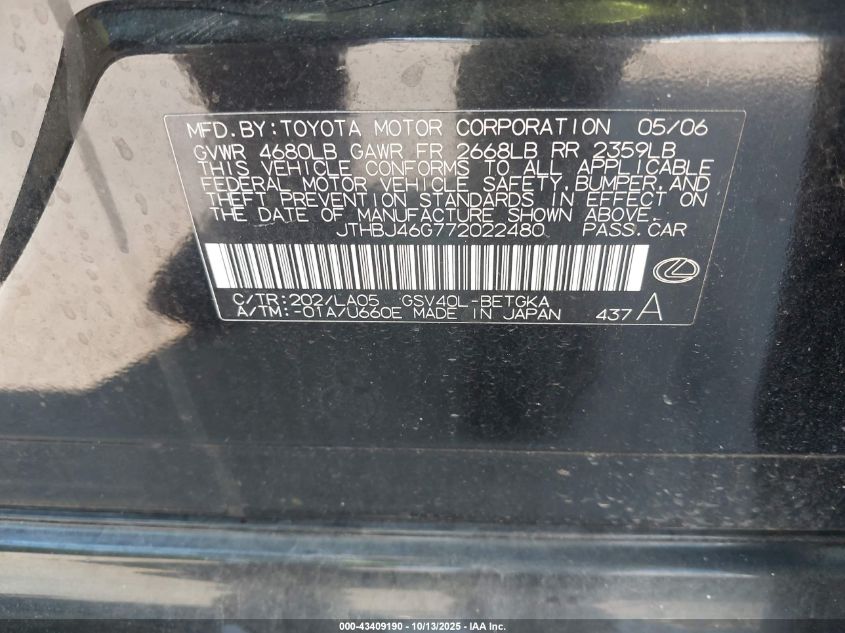 MFD. BY: TOYOTA MOTOR CORPORATION 05/06
GVWR 4680LB GAWR FR 2668LB RR 2359LB
THIS VEHICLE CONFORMS TO ALL APPLICABLE
FEDERAL MOTOR VEHICLE SAFETY, BUMPER, AND
THEFT PREVENTION STANDARDS IN EFFECT ON
THE DATE OF MANUFACTURE SHOWN ABOVE.
JTHBJ46G772022480 PASS. CAR
C/TR: 202/LA05 GSV40L-BETGKA
A/TM: -01A/U660E MADE IN JAPAN 437 A
000-43409190 - 10/13/2025 - IAA Inc.